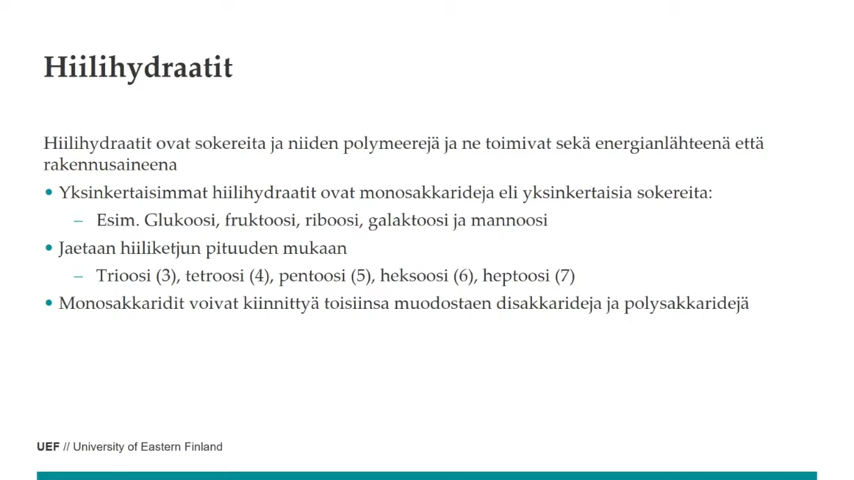 Hiilihydraatit
Hiilihydraatit ovat sokereita ja niiden polymeerejä ja ne toimivat sekä energianlähteenä että
rakennusaineena
• Yksinkertaisimmat hiilihydraatit ovat monosakkarideja eli yksinkertaisia sokereita:
– Esim. Glukoosi, fruktoosi, riboosi, galaktoosi ja mannoosi
• Jaetaan hiiliketjun pituuden mukaan
– Trioosi (3), tetroosi (4), pentoosi (5), heksoosi (6), heptoosi (7)
• Monosakkaridit voivat kiinnittyä toisiinsa muodostaen disakkarideja ja polysakkaridejä
UEF // University of Eastern Finland